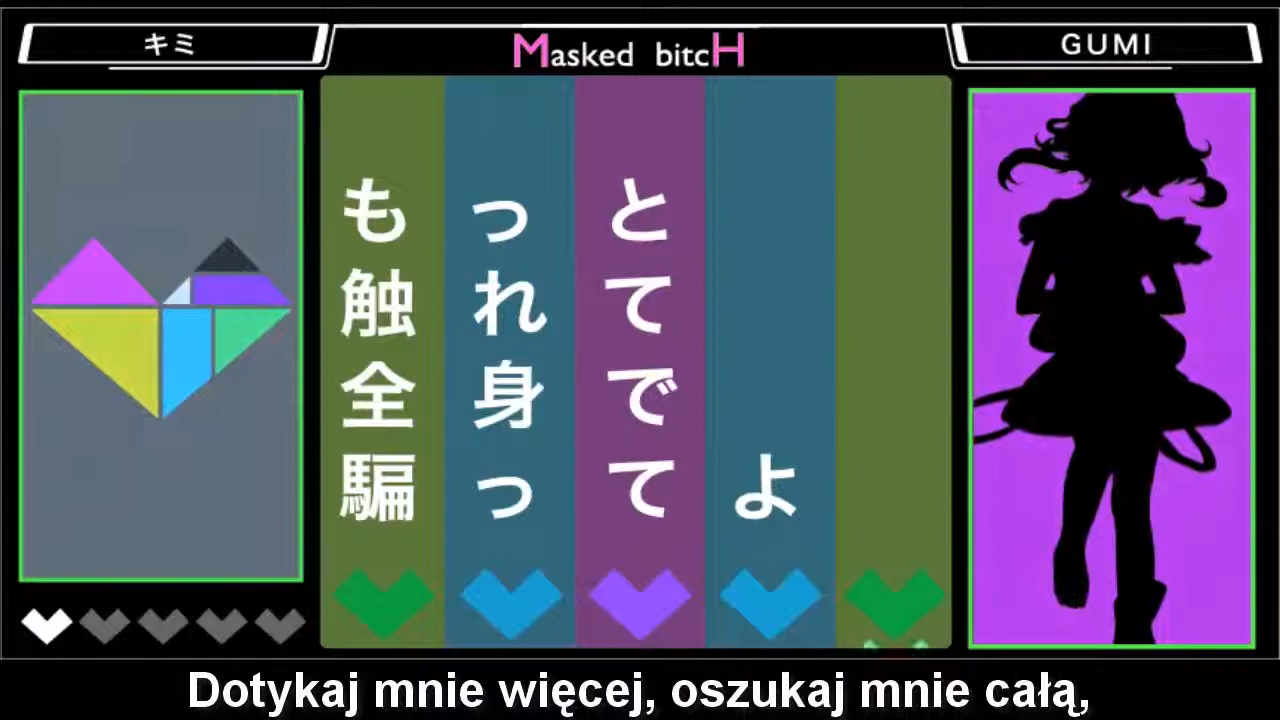 キミ
Masked bitcH
GUMI
もっと
触れて
全身で
騙ってよ
Dotykaj mnie więcej, oszukaj mnie całą,